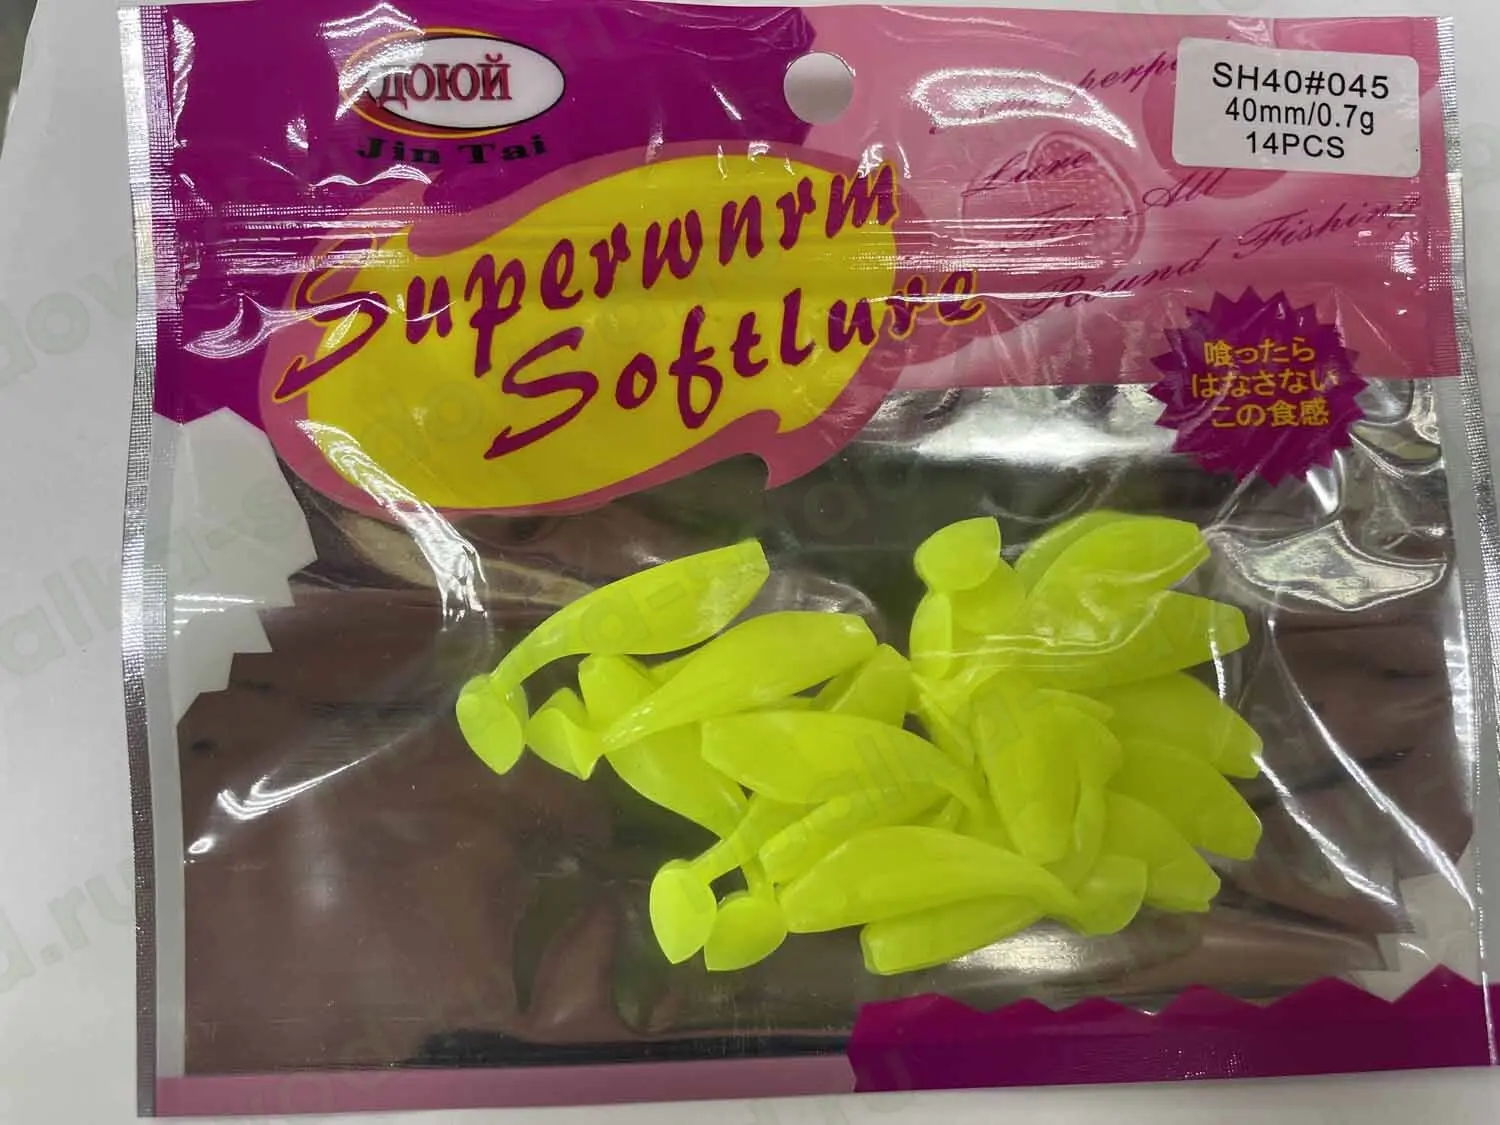 ДОЮЙ
Jin Tai
Superwnrm
Softlure
Lure
For All
Round Fishing
SH40#045
40mm/0.7g
14PCS
喰ったら
はなさない
この食感